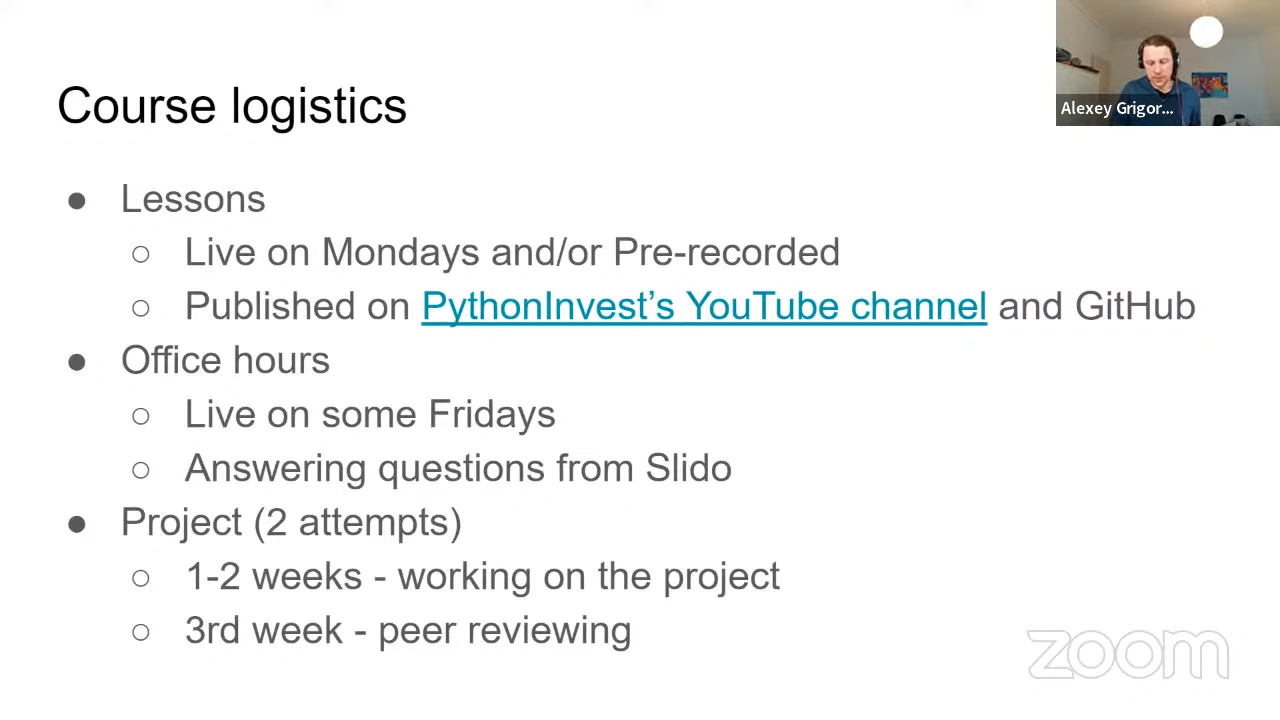 Course logistics
Alexey Grigor...
● Lessons
○ Live on Mondays and/or Pre-recorded
○ Published on PythonInvest’s YouTube channel and GitHub
● Office hours
○ Live on some Fridays
○ Answering questions from Slido
● Project (2 attempts)
○ 1-2 weeks - working on the project
○ 3rd week - peer reviewing
zoom